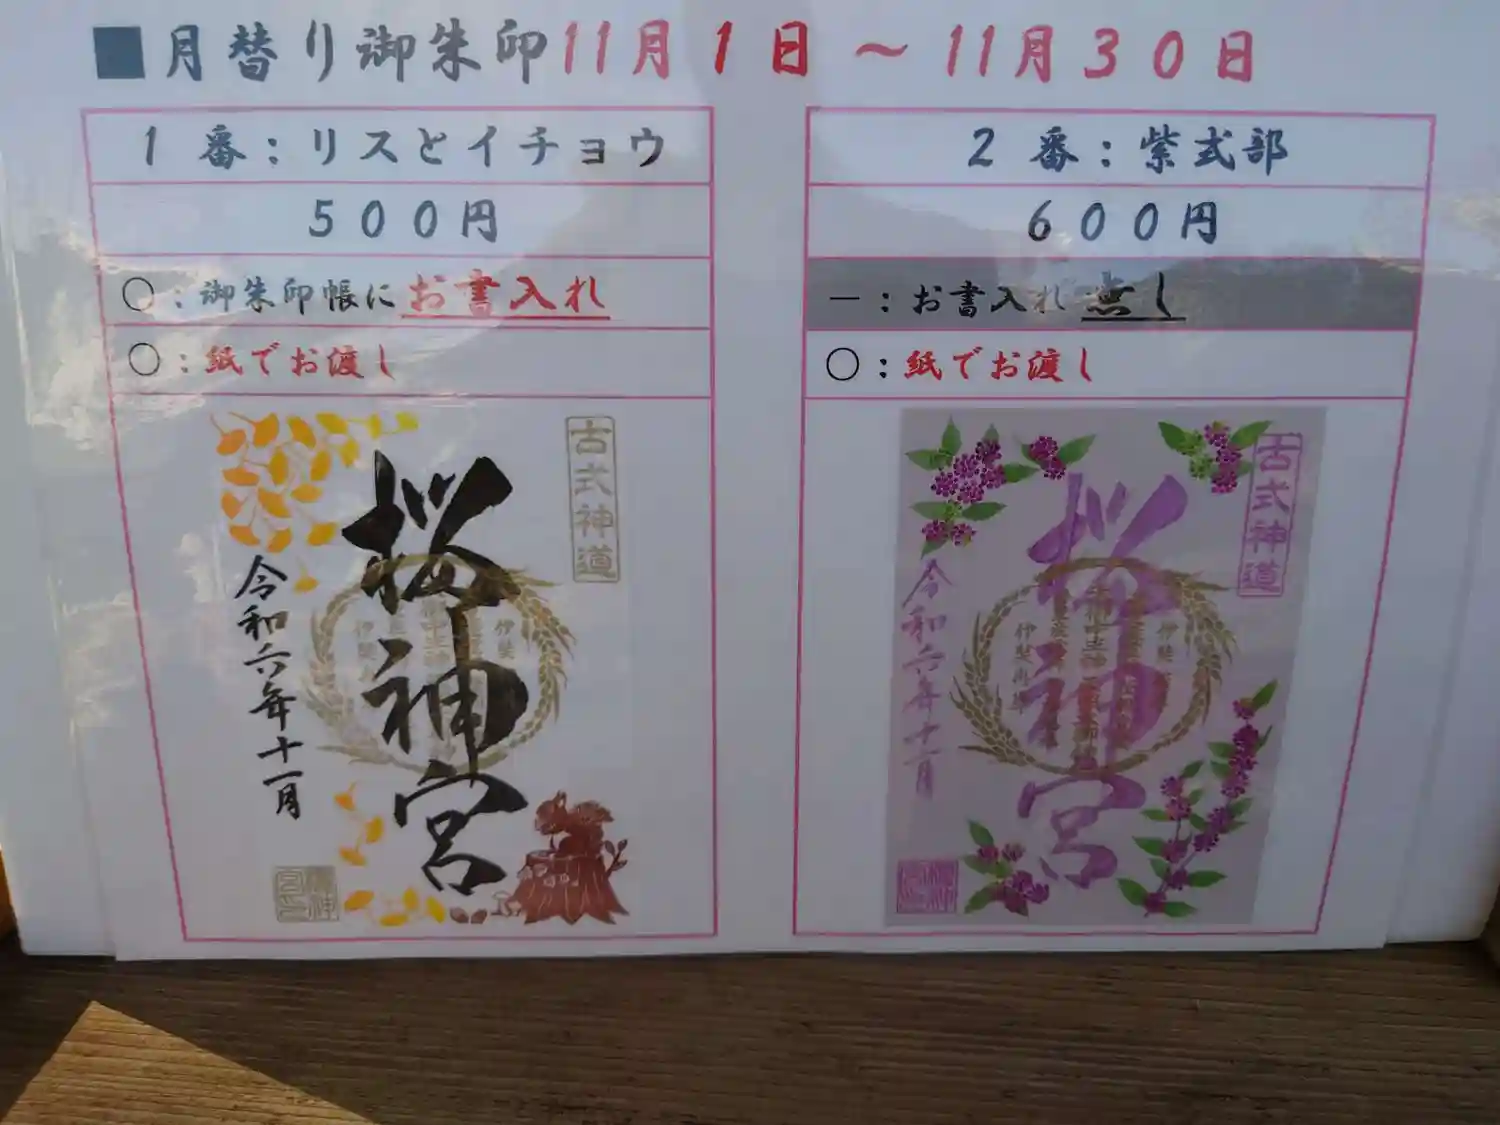 ■月替り御朱印11月1日～11月30日
1番：リスとイチョウ
500円
○：御朱印帳にお書入れ
○：紙でお渡し
古式神道
桜神宮
令和六年十一月
2番：紫式部
600円
－：お書入れ無し
○：紙でお渡し
古式神道
桜神宮
令和六年十一月